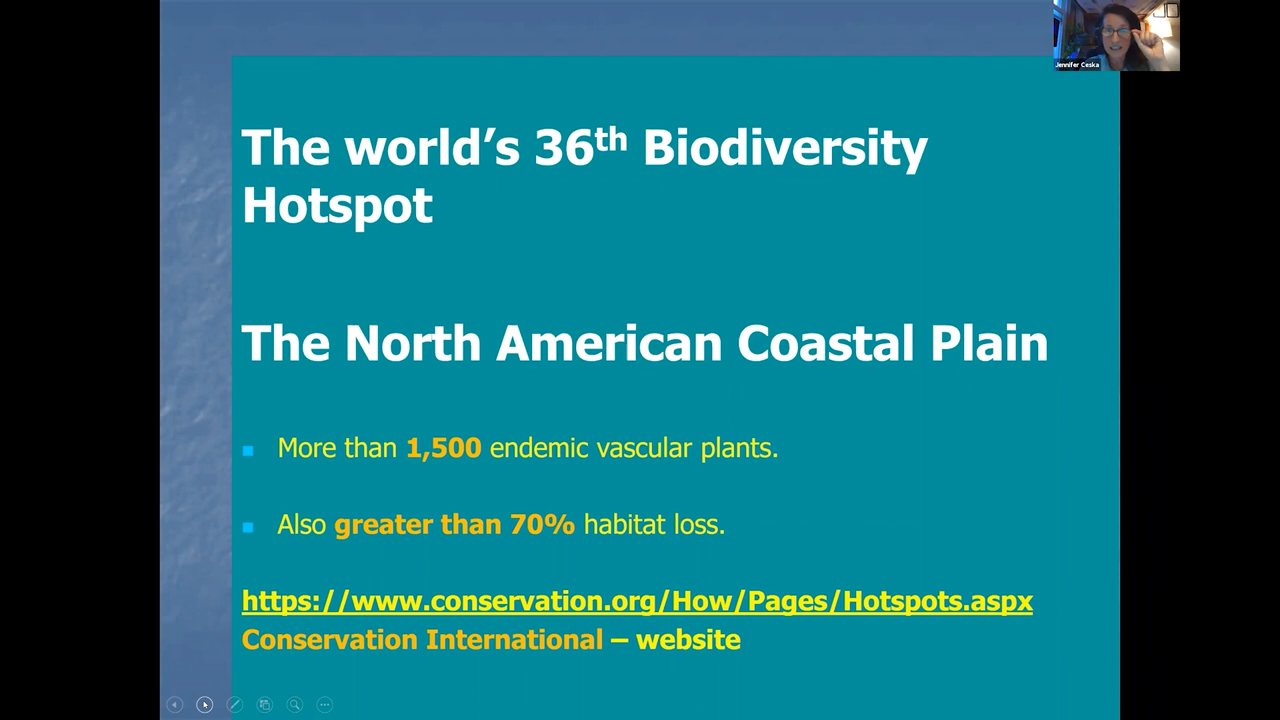 Jennifer Ceska
The world’s 36th Biodiversity
Hotspot
The North American Coastal Plain
More than 1,500 endemic vascular plants.
Also greater than 70% habitat loss.
https://www.conservation.org/How/Pages/Hotspots.aspx
Conservation International – website